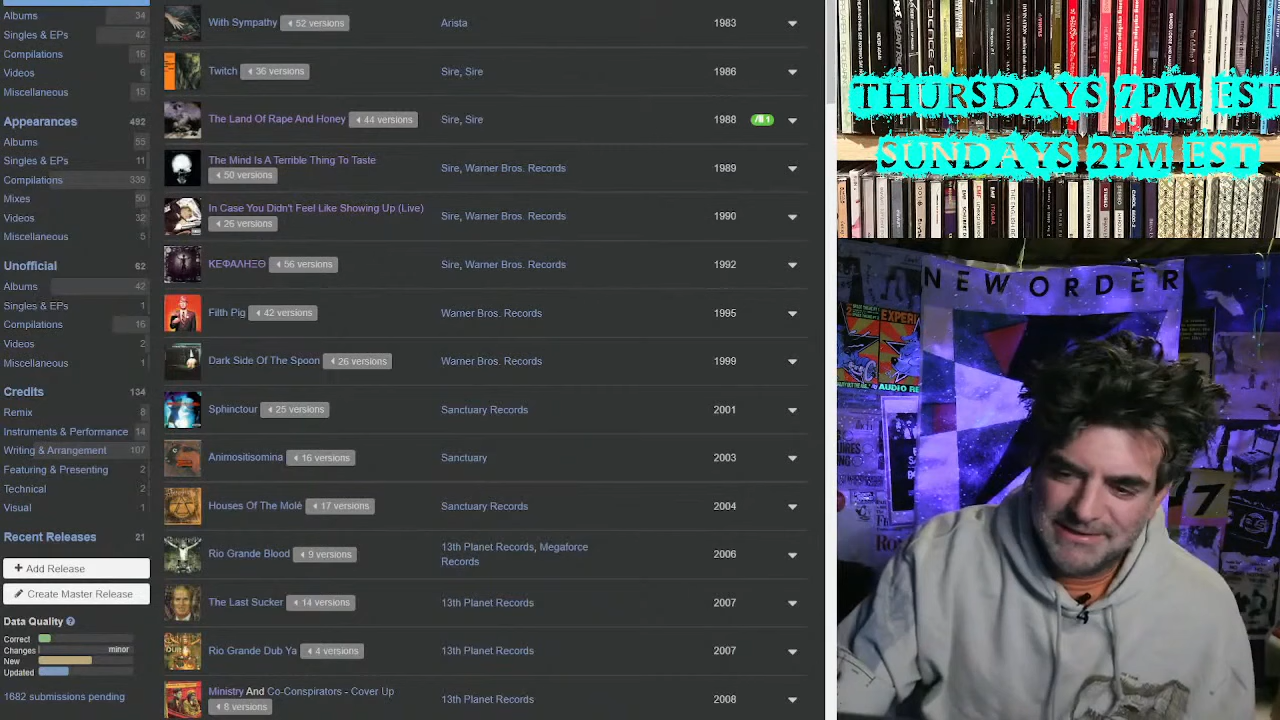 Albums 34
Singles & EPs 42
Compilations 16
Videos 6
Miscellaneous 15
Appearances 492
Albums 55
Singles & EPs 11
Compilations 339
Mixes 50
Videos 32
Miscellaneous 5
Unofficial 62
Albums 42
Singles & EPs 1
Compilations 16
Videos 2
Miscellaneous 1
Credits 134
Remix 8
Instruments & Performance 14
Writing & Arrangement 107
Featuring & Presenting 2
Technical 2
Visual 1
Recent Releases 21
+ Add Release
Create Master Release
Data Quality
Correct
Changes minor
New
Updated
1682 submissions pending
With Sympathy 52 versions Arista 1983
Twitch 36 versions Sire, Sire 1986
The Land Of Rape And Honey 44 versions Sire, Sire 1988 1
The Mind Is A Terrible Thing To Taste
50 versions Sire, Warner Bros. Records 1989
In Case You Didn't Feel Like Showing Up (Live)
26 versions Sire, Warner Bros. Records 1990
ΚΕΦΑΛΗΞΘ 56 versions Sire, Warner Bros. Records 1992
Filth Pig 42 versions Warner Bros. Records 1995
Dark Side Of The Spoon 26 versions Warner Bros. Records 1999
Sphinctour 25 versions Sanctuary Records 2001
Animositisomina 16 versions Sanctuary 2003
Houses Of The Molé 17 versions Sanctuary Records 2004
Rio Grande Blood 9 versions 13th Planet Records, Megaforce
Records 2006
The Last Sucker 14 versions 13th Planet Records 2007
Rio Grande Dub Ya 4 versions 13th Planet Records 2007
Ministry And Co-Conspirators - Cover Up
8 versions 13th Planet Records 2008
THURSDAYS 7PM EST
SUNDAYS 2PM EST
NEW ORDER
EXPERI
AUDIO RE
7